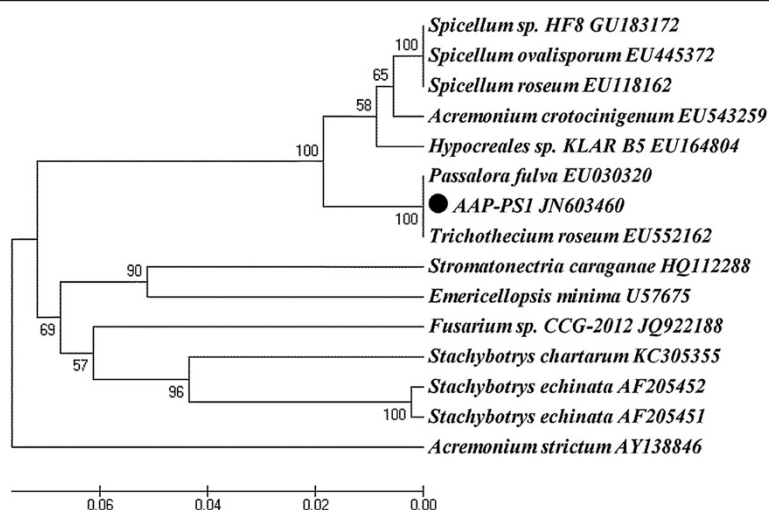 Spicellum sp. HF8 GU183172
100
Spicellum ovalisporum EU445372
65
Spicellum roseum EU118162
58
Acremonium crotocinigenum EU543259
100
Hypocreales sp. KLAR B5 EU164804
Passalora fulva EU030320
AAP-PS1 JN603460
100
Trichothecium roseum EU552162
90
Stromatonectria caraganae HQ112288
Emericellopsis minima U57675
69
Fusarium sp. CCG-2012 JQ922188
57
Stachybotrys chartarum KC305355
96
Stachybotrys echinata AF205452
100
Stachybotrys echinata AF205451
Acremonium strictum AY138846
0.06 0.04 0.02 0.00